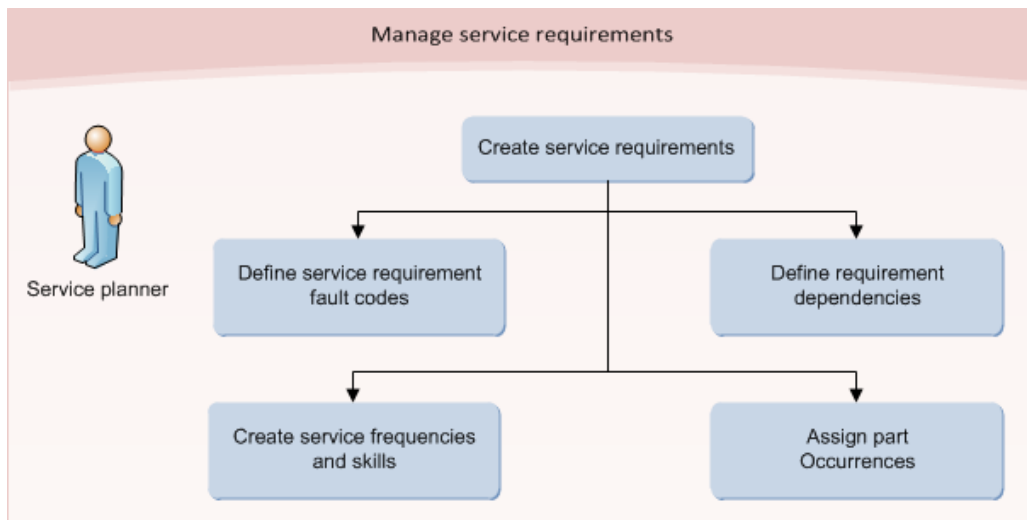 Manage service requirements
Create service requirements
Service planner
Define service requirement
fault codes
Define requirement
dependencies
Create service frequencies
and skills
Assign part
Occurrences